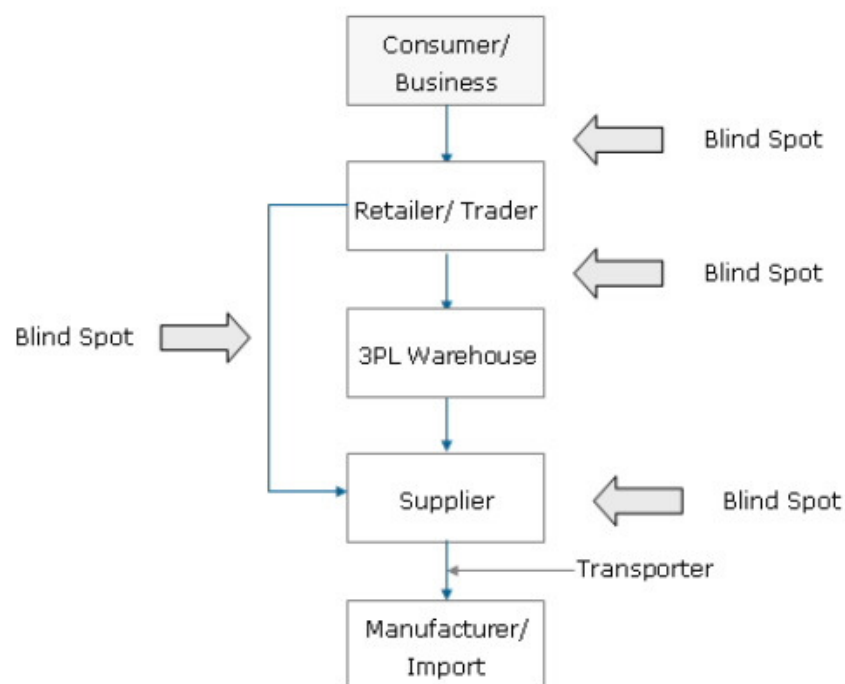 Consumer/
Business
Blind Spot
Retailer/ Trader
Blind Spot
Blind Spot
3PL Warehouse
Supplier
Blind Spot
Transporter
Manufacturer/
Import